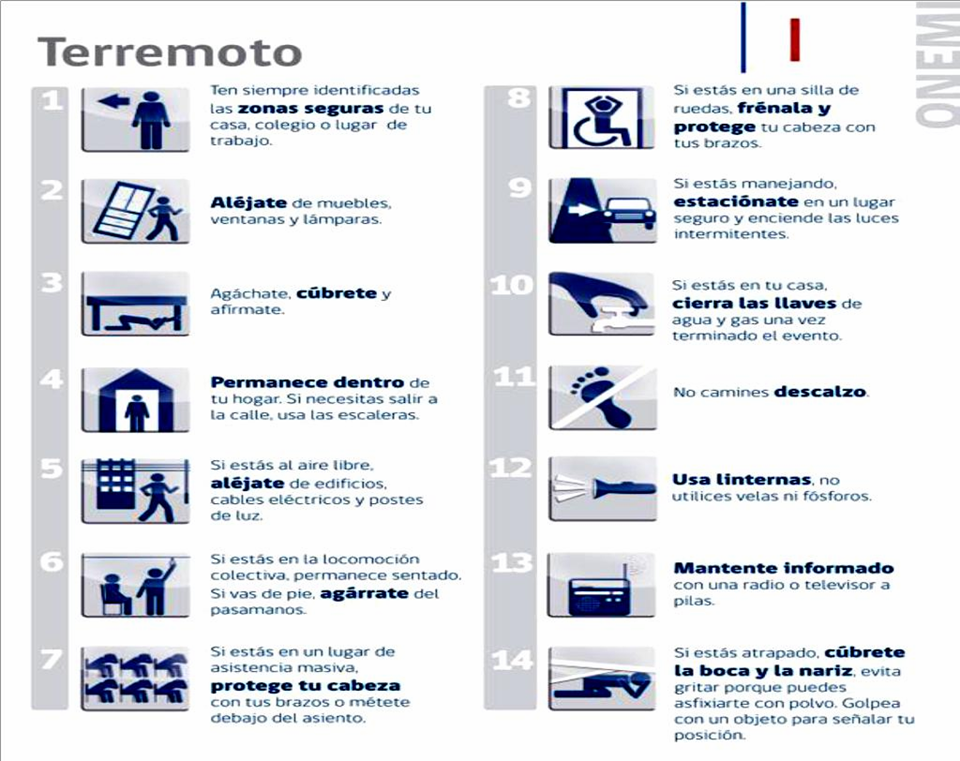 Terremoto
ONEMI
1
Ten siempre identificadas
las zonas seguras de tu
casa, colegio o lugar de
trabajo.
2
Aléjate de muebles,
ventanas y lámparas.
3
Agáchate, cúbrete y
afírmate.
4
Permanece dentro de
tu hogar. Si necesitas salir a
la calle, usa las escaleras.
5
Si estás al aire libre,
aléjate de edificios,
cables eléctricos y postes
de luz.
6
Si estás en la locomoción
colectiva, permanece sentado.
Si vas de pie, agárrate del
pasamanos.
7
Si estás en un lugar de
asistencia masiva,
protege tu cabeza
con tus brazos o métete
debajo del asiento.
8
Si estás en una silla de
ruedas, frénala y
protege tu cabeza con
tus brazos.
9
Si estás manejando,
estaciónate en un lugar
seguro y enciende las luces
intermitentes.
10
Si estás en tu casa,
cierra las llaves de
agua y gas una vez
terminado el evento.
11
No camines descalzo.
12
Usa linternas, no
utilices velas ni fósforos.
13
Mantente informado
con una radio o televisor a
pilas.
14
Si estás atrapado, cúbrete
la boca y la nariz, evita
gritar porque puedes
asfixiarte con polvo. Golpea
con un objeto para señalar tu
posición.